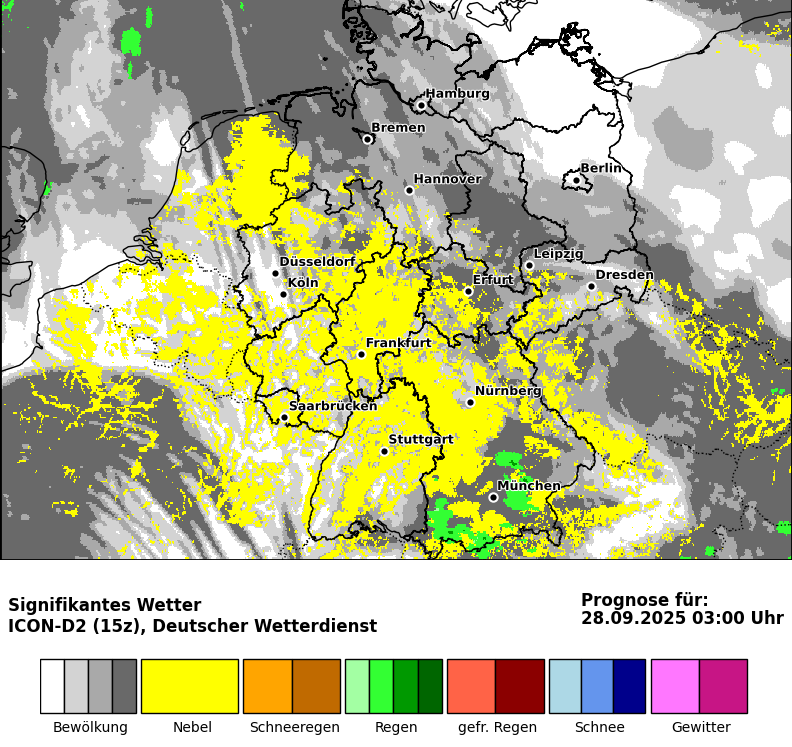 Hamburg
Bremen
Berlin
Hannover
Leipzig
Düsseldorf
Dresden
Köln
Erfurt
Frankfurt
Nürnberg
Saarbrücken
Stuttgart
München
Signifikantes Wetter
ICON-D2 (15z), Deutscher Wetterdienst
Prognose für:
28.09.2025 03:00 Uhr
Bewölkung Nebel Schneeregen Regen gefr. Regen Schnee Gewitter